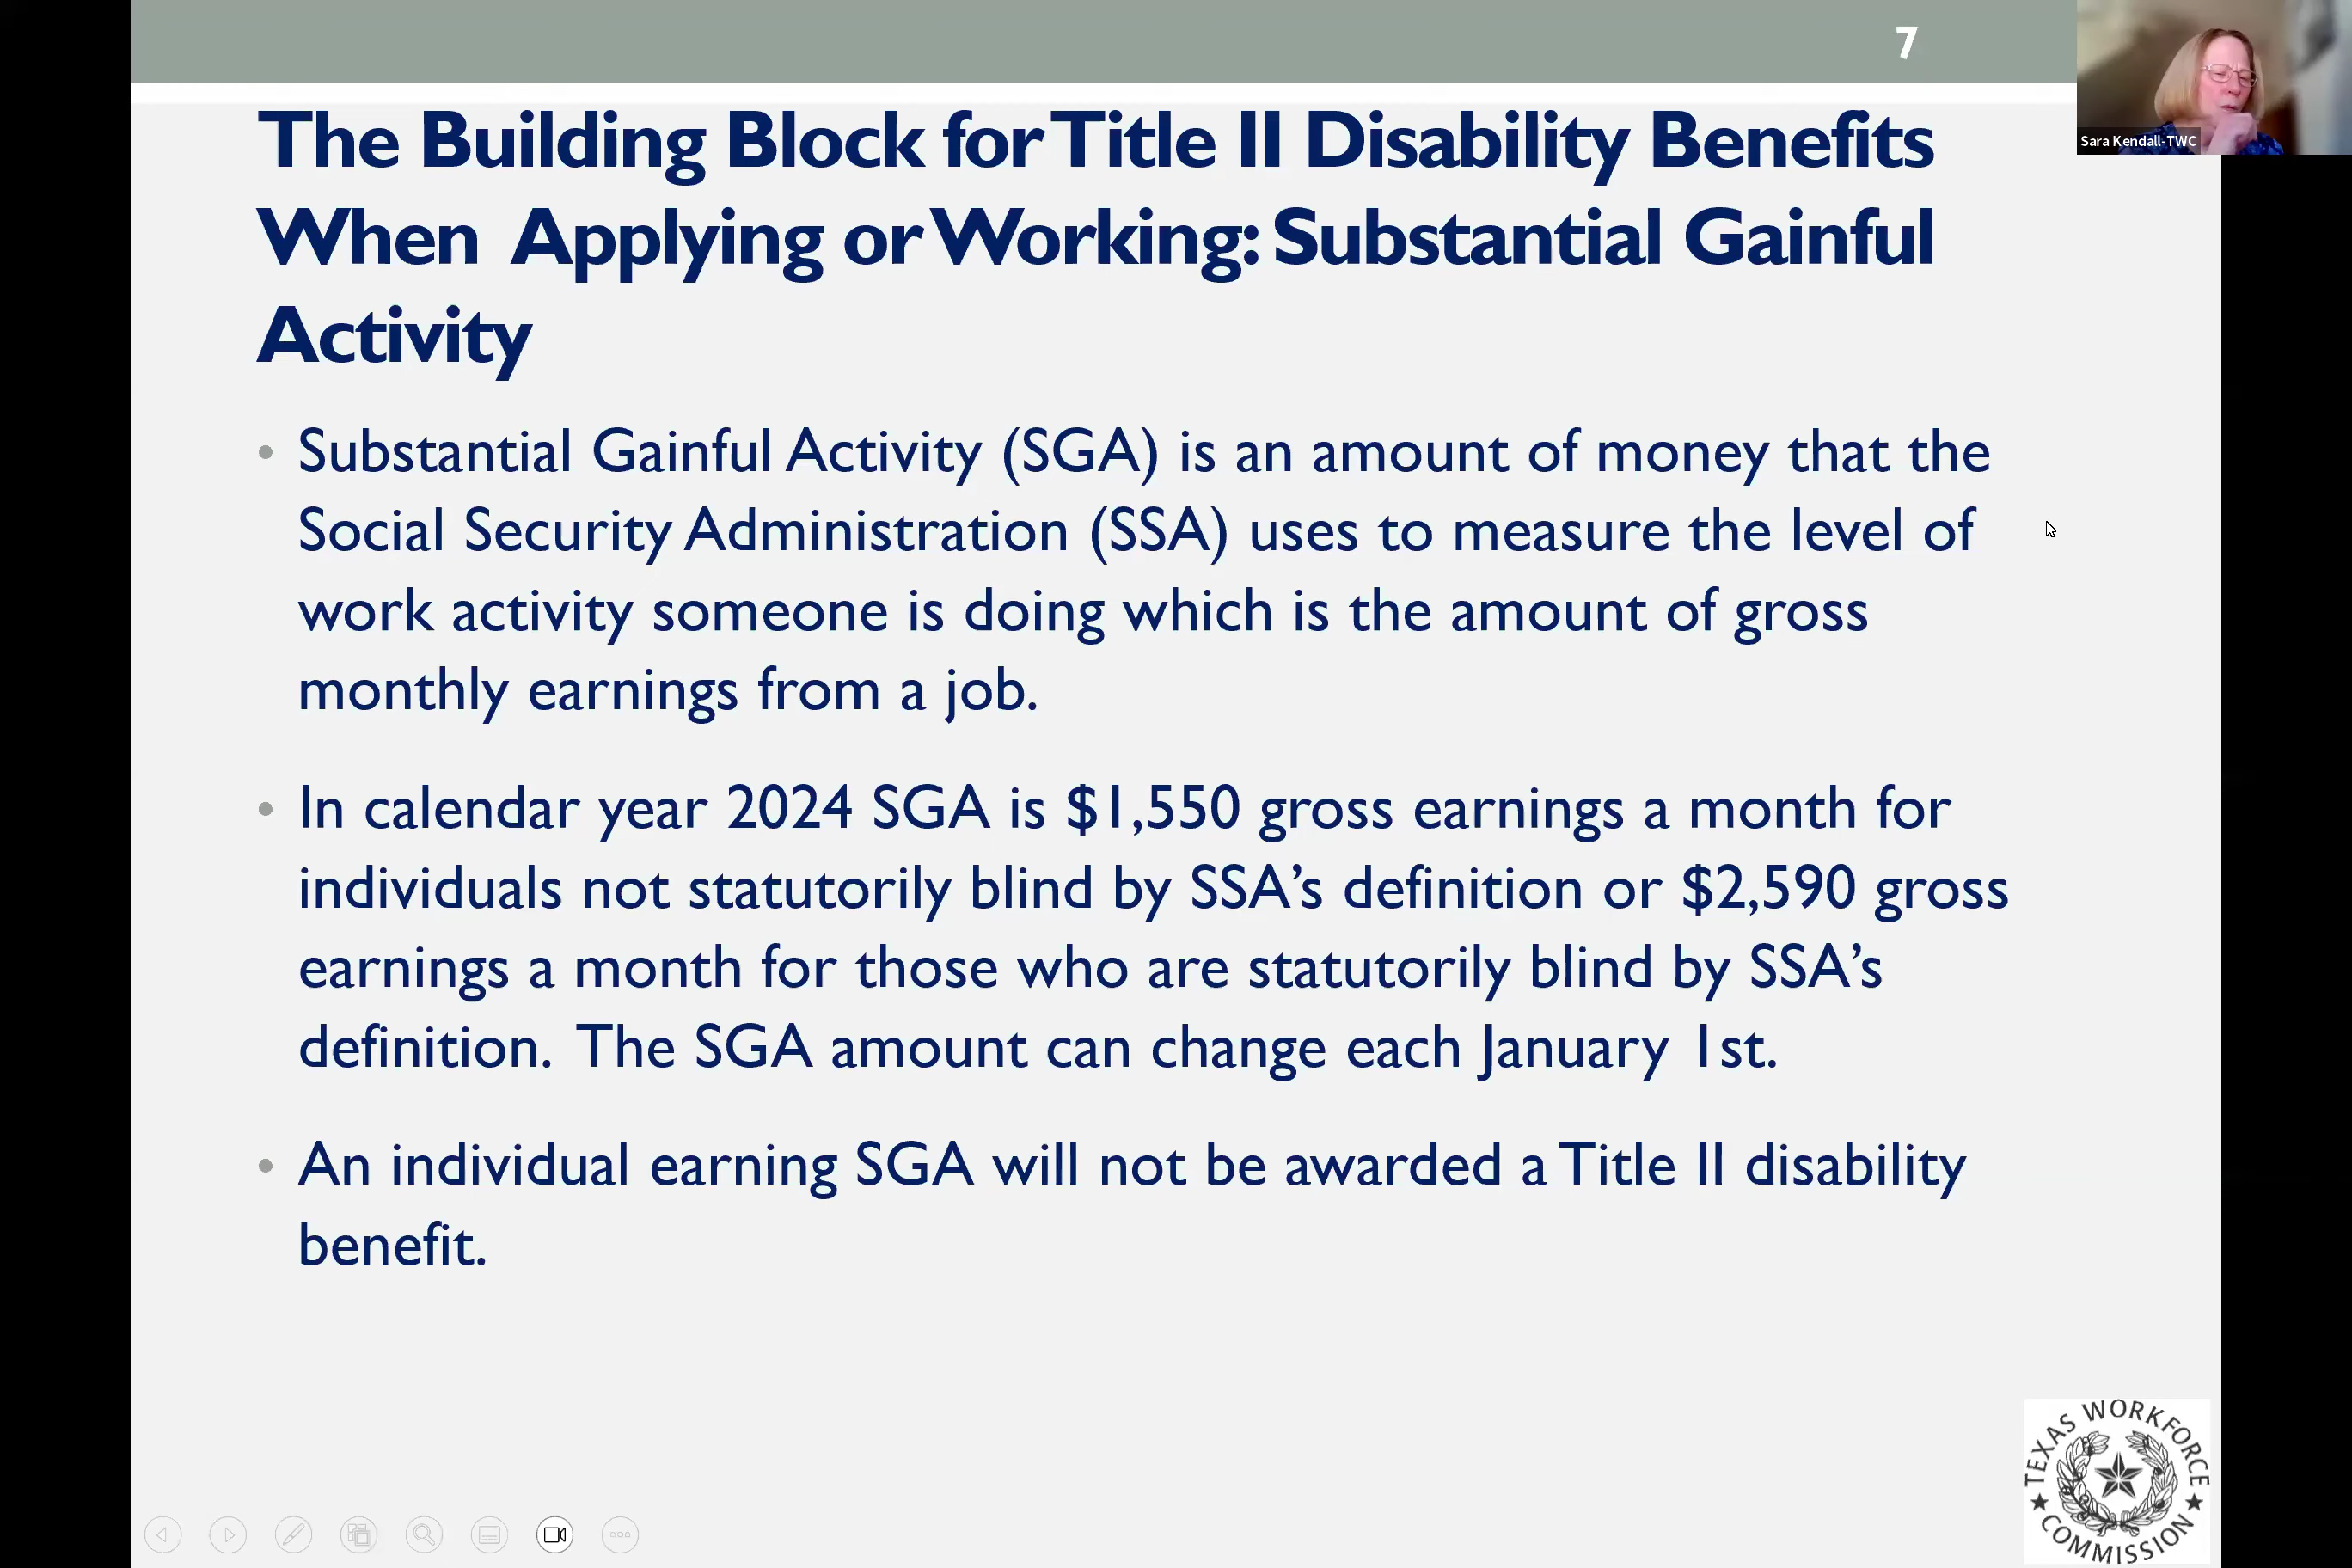 7
Sara Kendall-TWC
The Building Block for Title II Disability Benefits
When Applying or Working: Substantial Gainful
Activity
• Substantial Gainful Activity (SGA) is an amount of money that the
Social Security Administration (SSA) uses to measure the level of
work activity someone is doing which is the amount of gross
monthly earnings from a job.
• In calendar year 2024 SGA is $1,550 gross earnings a month for
individuals not statutorily blind by SSA’s definition or $2,590 gross
earnings a month for those who are statutorily blind by SSA’s
definition. The SGA amount can change each January 1st.
• An individual earning SGA will not be awarded a Title II disability
benefit.
TEXAS WORKFORCE
COMMISSION